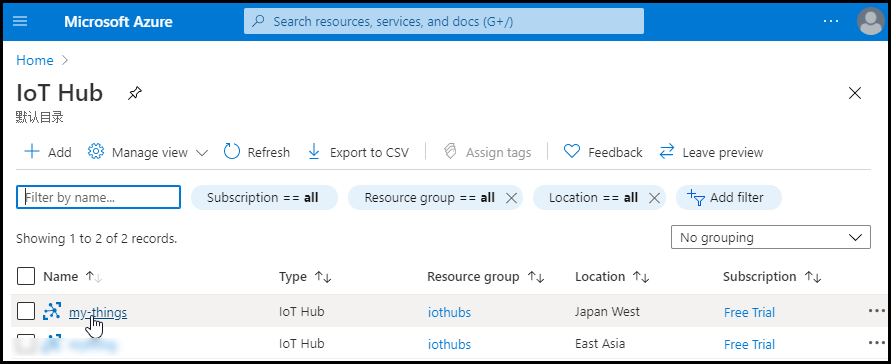 Microsoft Azure Search resources, services, and docs (G+/)
Home
IoT Hub
默认目录
Add Manage view Refresh Export to CSV Assign tags Feedback Leave preview
Filter by name... Subscription == all Resource group == all Location == all Add filter
Showing 1 to 2 of 2 records. No grouping
Name Type Resource group Location Subscription
my-things IoT Hub iothubs Japan West Free Trial
IoT Hub iothubs East Asia Free Trial